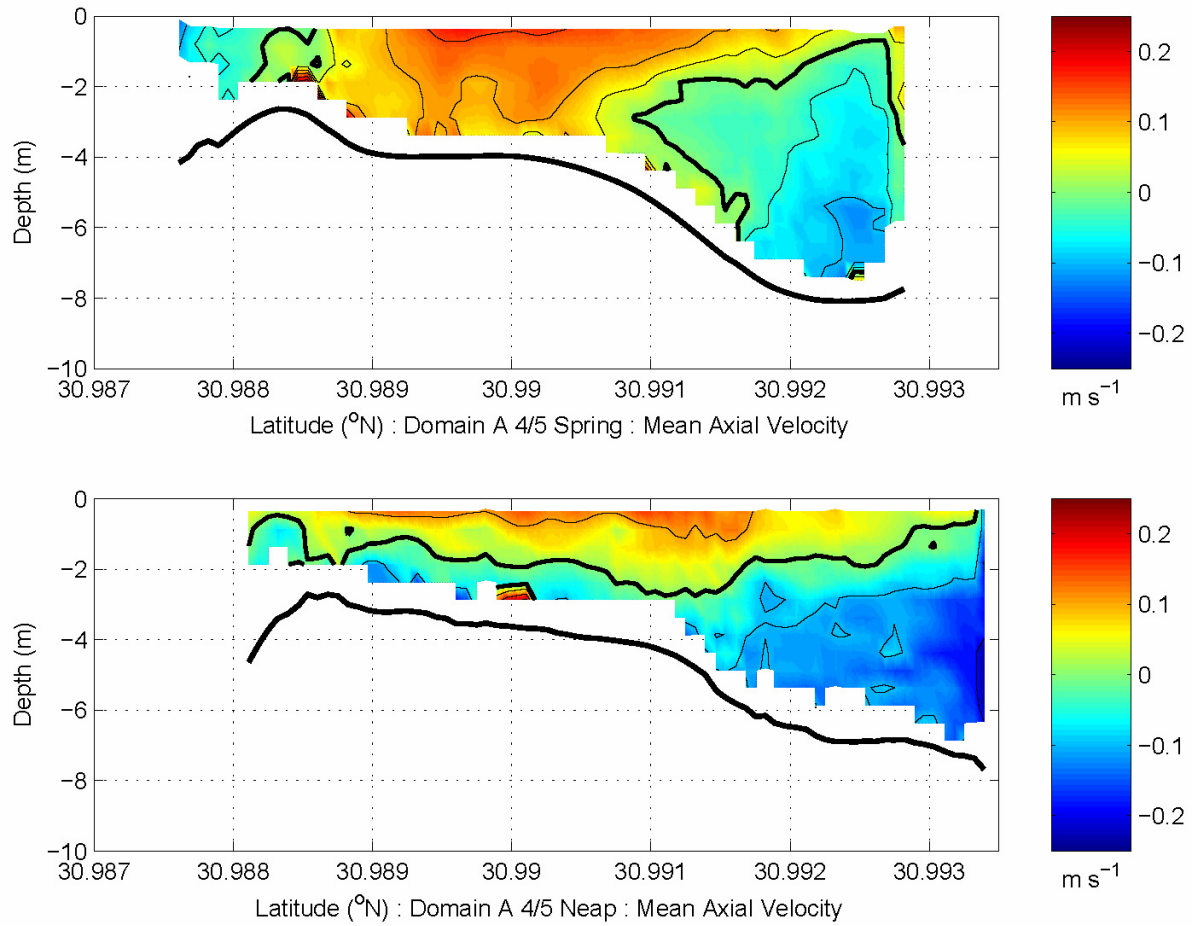 0
−2
−4
−6
−8
−10
Depth (m)
30.987 30.988 30.989 30.99 30.991 30.992 30.993
Latitude (°N) : Domain A 4/5 Spring : Mean Axial Velocity
0.2
0.1
0
−0.1
−0.2
m s⁻¹
0
−2
−4
−6
−8
−10
Depth (m)
30.987 30.988 30.989 30.99 30.991 30.992 30.993
Latitude (°N) : Domain A 4/5 Neap : Mean Axial Velocity
0.2
0.1
0
−0.1
−0.2
m s⁻¹